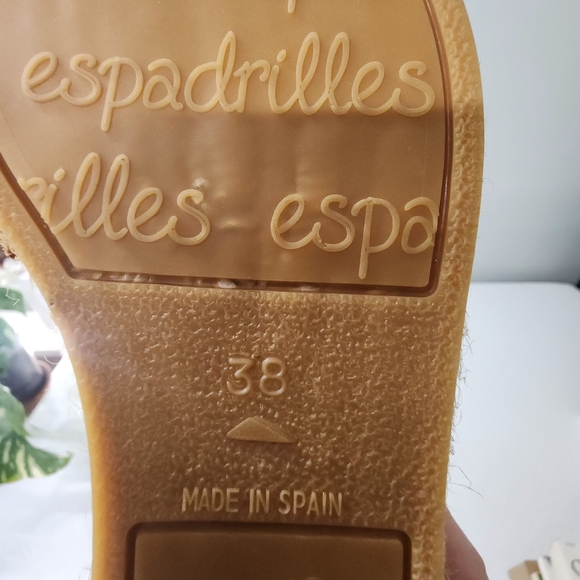 espadrilles
rilles espa
38
MADE IN SPAIN